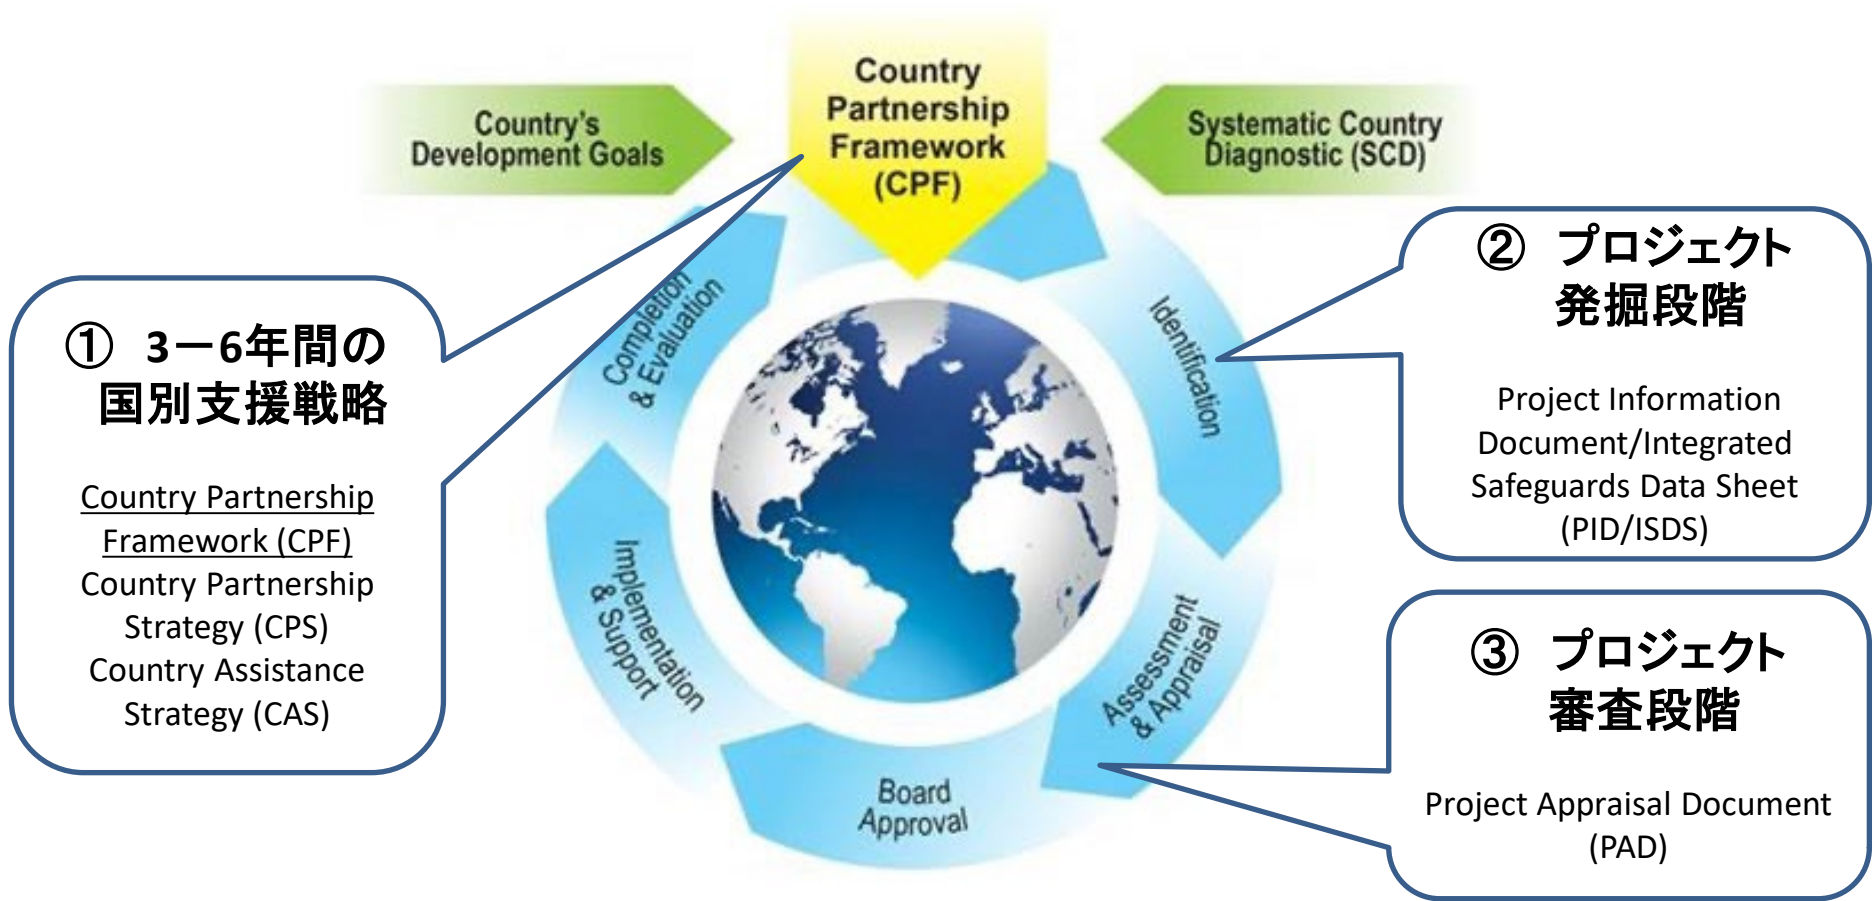 Country
Partnership
Framework
(CPF)
Country's
Development Goals
Systematic Country
Diagnostic (SCD)
① 3ー6年間の
国別支援戦略
Country Partnership
Framework (CPF)
Country Partnership
Strategy (CPS)
Country Assistance
Strategy (CAS)
② プロジェクト
発掘段階
Project Information
Document/Integrated
Safeguards Data Sheet
(PID/ISDS)
③ プロジェクト
審査段階
Project Appraisal Document
(PAD)
Identification
Assessment
& Appraisal
Board
Approval
Implementation
& Support
Completion
& Evaluation